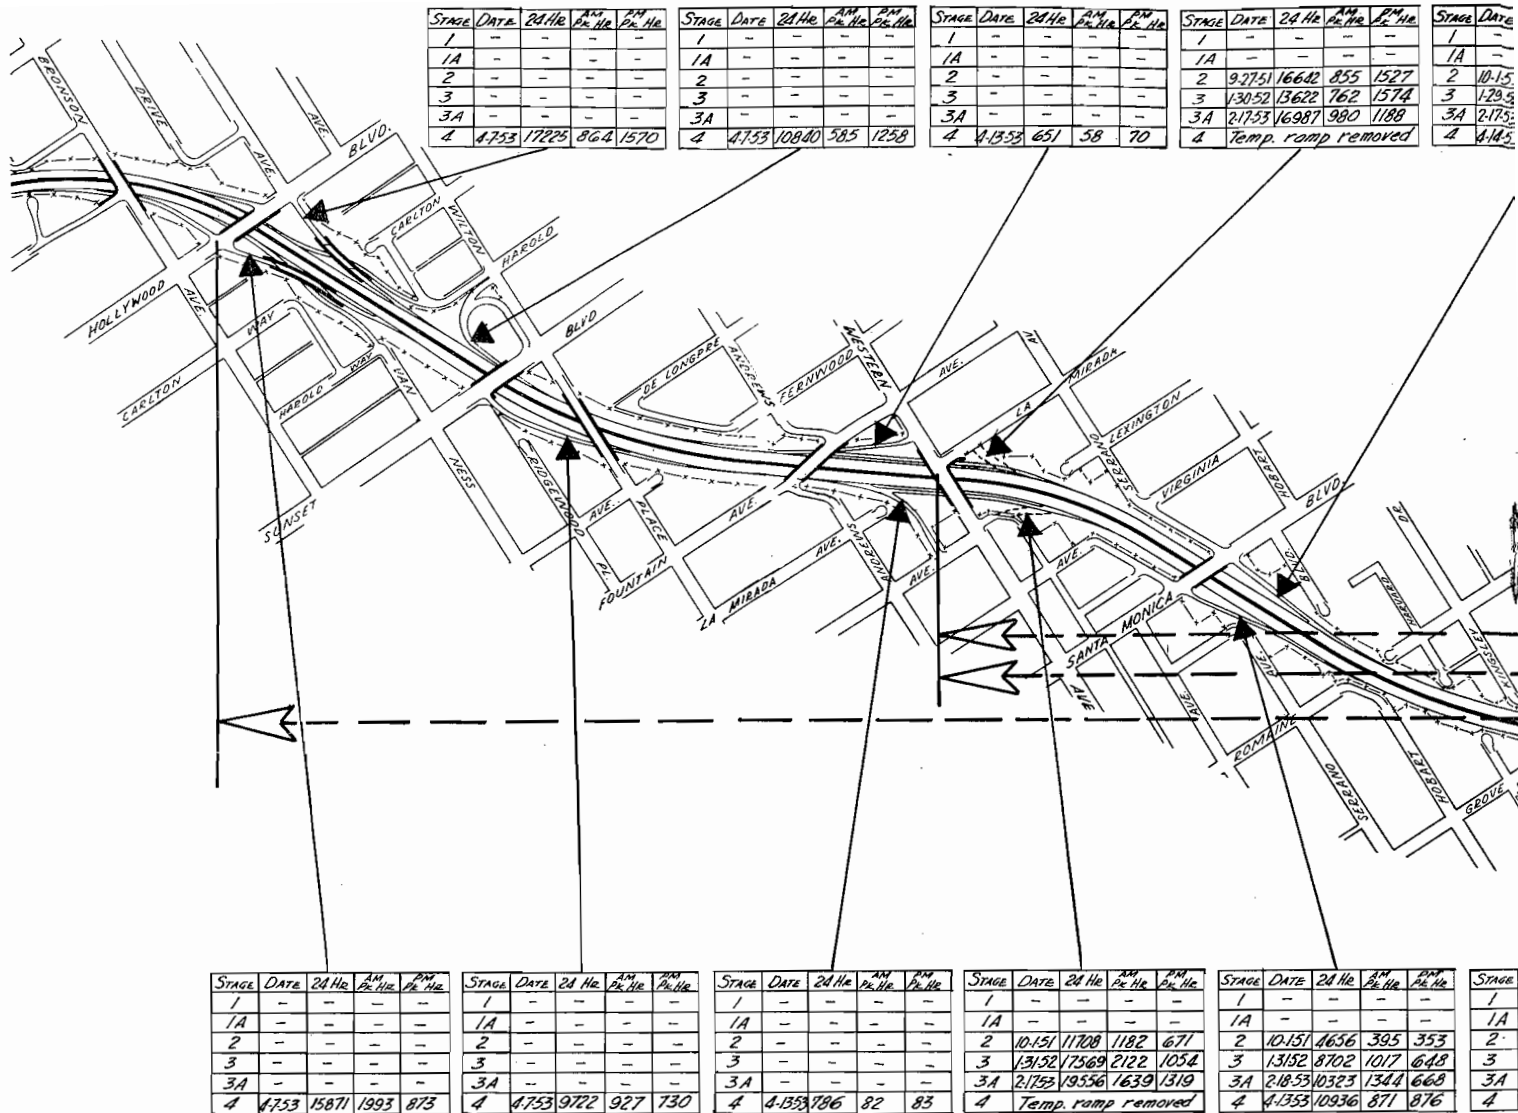 STAGE DATE 24 HR AM PK. HR PM PK. HR
1 - - - -
1A - - - -
2 - - - -
3 - - - -
3A - - - -
4 4-7-53 17225 864 1570
STAGE DATE 24 HR AM PK. HR PM PK. HR
1 - - - -
1A - - - -
2 - - - -
3 - - - -
3A - - - -
4 4-7-53 10840 585 1258
STAGE DATE 24 HR AM PK. HR PM PK. HR
1 - - - -
1A - - - -
2 - - - -
3 - - - -
3A - - - -
4 4-13-53 651 58 70
STAGE DATE 24 HR AM PK. HR PM PK. HR
1 - - - -
1A - - - -
2 9-27-51 16642 855 1527
3 1-30-52 13622 762 1574
3A 2-17-53 16987 980 1188
4 Temp. ramp removed
STAGE DATE
1 -
1A -
2 10-1-5
3 1-29-5
3A 2-17-5
4 4-14-5
BRONSON
DRIVE
AVE.
AVE.
BLVD.
CARLTON
WILTON
HAROLD
HOLLYWOOD
AVE.
WAY
WAY
HAROLD
VAN
CARLTON
BLVD
SUNSET
NESS
DE LONGPRE
ANDREWS
FERNWOOD
WESTERN
AVE.
AV
MIRADA
LA
LEXINGTON
SERRANO
VIRGINIA
HOBART
BLVD.
BLVD.
DR
HARVARD
KINGSLEY
RIDGEWOOD
PL.
AVE.
PLACE
FOUNTAIN
AVE.
LA MIRADA
AVE.
ANDREWS
AVE.
AVE.
SANTA MONICA
AVE
AVE.
AVE.
ROMAINE
SERRANO
HOBART
GROVE
STAGE DATE 24 HR AM PK. HR PM PK. HR
1 - - - -
1A - - - -
2 - - - -
3 - - - -
3A - - - -
4 4-7-53 15871 1993 873
STAGE DATE 24 HR AM PK. HR PM PK. HR
1 - - - -
1A - - - -
2 - - - -
3 - - - -
3A - - - -
4 4-7-53 9722 927 730
STAGE DATE 24 HR AM PK. HR PM PK. HR
1 - - - -
1A - - - -
2 - - - -
3 - - - -
3A - - - -
4 4-13-53 786 82 83
STAGE DATE 24 HR AM PK. HR PM PK. HR
1 - - - -
1A - - - -
2 10-1-51 11708 1182 671
3 1-31-52 17569 2122 1054
3A 2-17-53 19556 1639 1319
4 Temp. ramp removed
STAGE DATE 24 HR AM PK. HR PM PK. HR
1 - - - -
1A - - - -
2 10-1-51 4656 395 353
3 1-31-52 8702 1017 648
3A 2-18-53 10323 1344 668
4 4-13-53 10936 871 876
STAGE
1
1A
2
3
3A
4